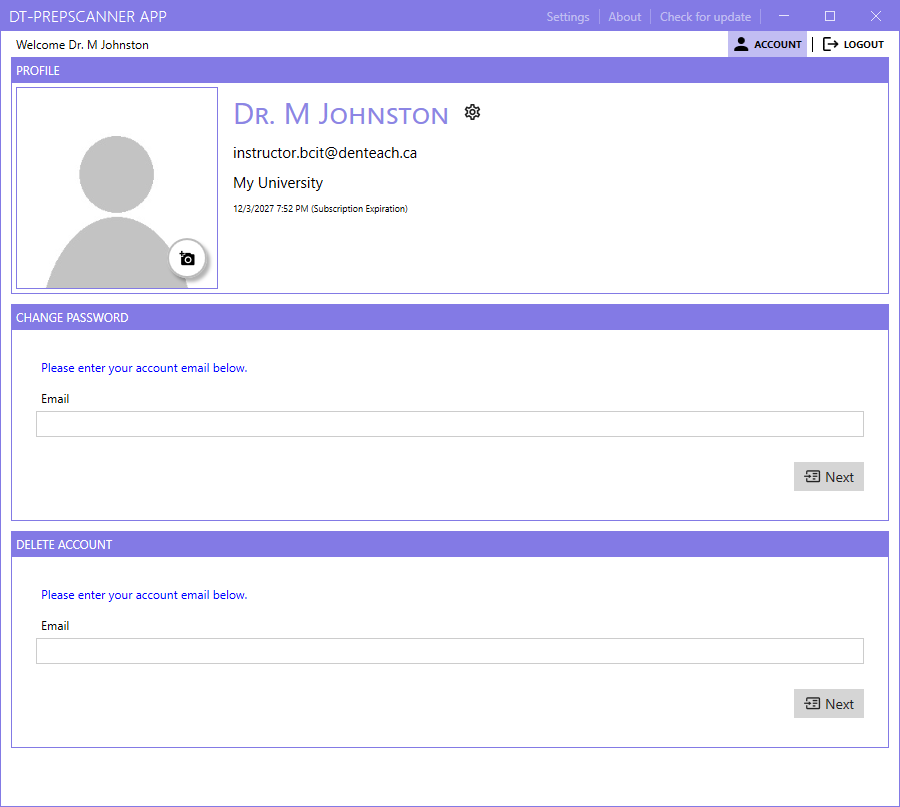 DT-PREPSCANNER APP
Settings
About
Check for update
Welcome Dr. M Johnston
ACCOUNT
LOGOUT
PROFILE
Dr. M Johnston
instructor.bcit@denteach.ca
My University
12/3/2027 7:52 PM (Subscription Expiration)
CHANGE PASSWORD
Please enter your account email below.
Email
Next
DELETE ACCOUNT
Please enter your account email below.
Email
Next